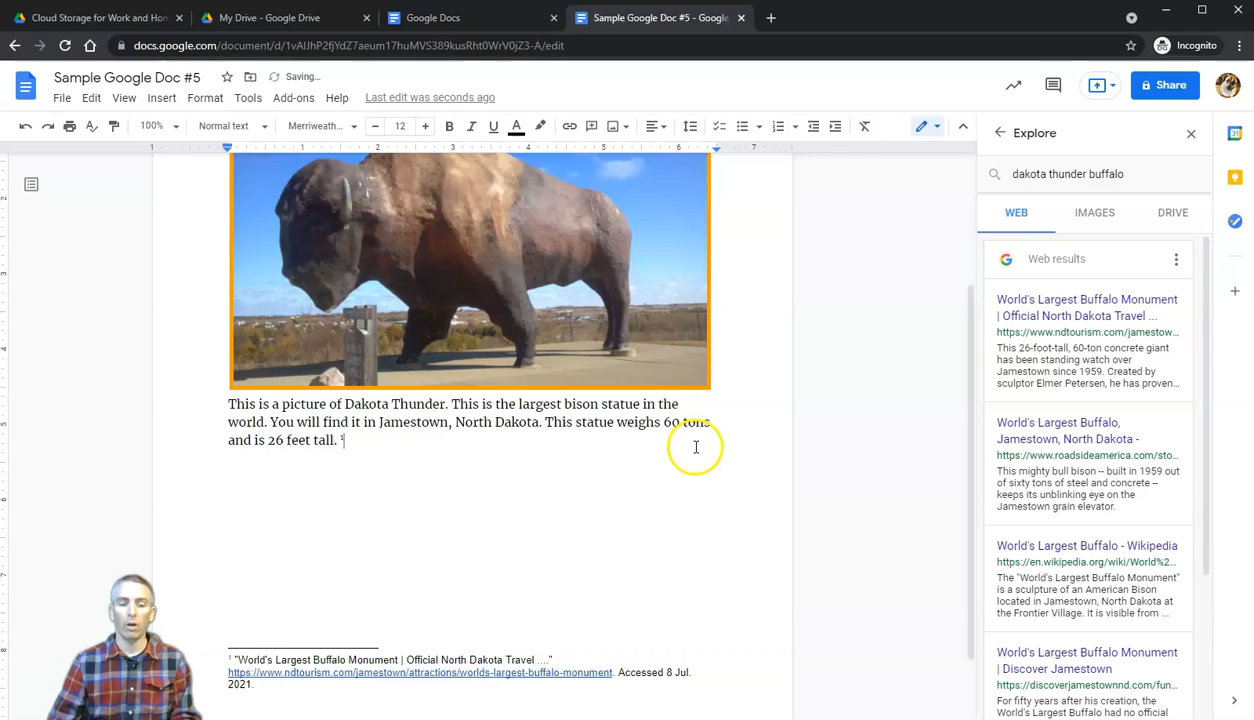 Cloud Storage for Work and Hom
My Drive - Google Drive
Google Docs
Sample Google Doc #5 - Google
docs.google.com/document/d/1vAlJhP2fjYdZ7aeum17huMVS389kusRht0WrV0jZ3-A/edit
Incognito
Sample Google Doc #5
Saving...
File Edit View Insert Format Tools Add-ons Help Last edit was seconds ago
Share
100% Normal text Merriweath... 12
1 1 2 3 4 5 6 7
Explore
dakota thunder buffalo
WEB IMAGES DRIVE
Web results
World's Largest Buffalo Monument
| Official North Dakota Travel ...
https://www.ndtourism.com/jamestow...
This 26-foot-tall, 60-ton concrete giant
has been standing watch over
Jamestown since 1959. Created by
sculptor Elmer Petersen, he has proven...
World's Largest Buffalo,
Jamestown, North Dakota -
https://www.roadsideamerica.com/sto...
This mighty bull bison -- built in 1959 out
of sixty tons of steel and concrete --
keeps its unblinking eye on the
Jamestown grain elevator.
World's Largest Buffalo - Wikipedia
https://en.wikipedia.org/wiki/World%2...
The "World's Largest Buffalo Monument"
is a sculpture of an American Bison
located in Jamestown, North Dakota at
the Frontier Village. It is visible from ...
World's Largest Buffalo Monument
| Discover Jamestown
https://discoverjamestownnd.com/fun...
For fifty years after his creation, the
World's Largest Buffalo had no official
This is a picture of Dakota Thunder. This is the largest bison statue in the
world. You will find it in Jamestown, North Dakota. This statue weighs 60 tons
and is 26 feet tall. ¹
¹ "World's Largest Buffalo Monument | Official North Dakota Travel ...."
https://www.ndtourism.com/jamestown/attractions/worlds-largest-buffalo-monument. Accessed 8 Jul.
2021.